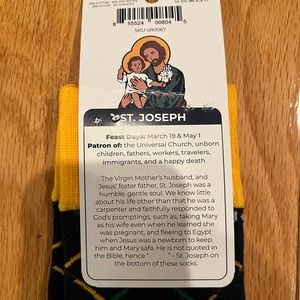 8 55524 00804 5
SKU SR0067
ST. JOSEPH
Feast Days: March 19 & May 1
Patron of: the Universal Church, unborn
children, fathers, workers, travelers,
immigrants, and a happy death
The Virgin Mother's husband, and
Jesus' foster father, St. Joseph was a
humble, gentle soul. We know little
about his life other than that he was a
carpenter and faithfully responded to
God's promptings, such as, taking Mary
as his wife even when he learned she
was pregnant, and fleeing to Egypt
when Jesus was a newborn to keep
him and Mary safe. He is not quoted in
the Bible, hence " " - St. Joseph on
the bottom of these socks.